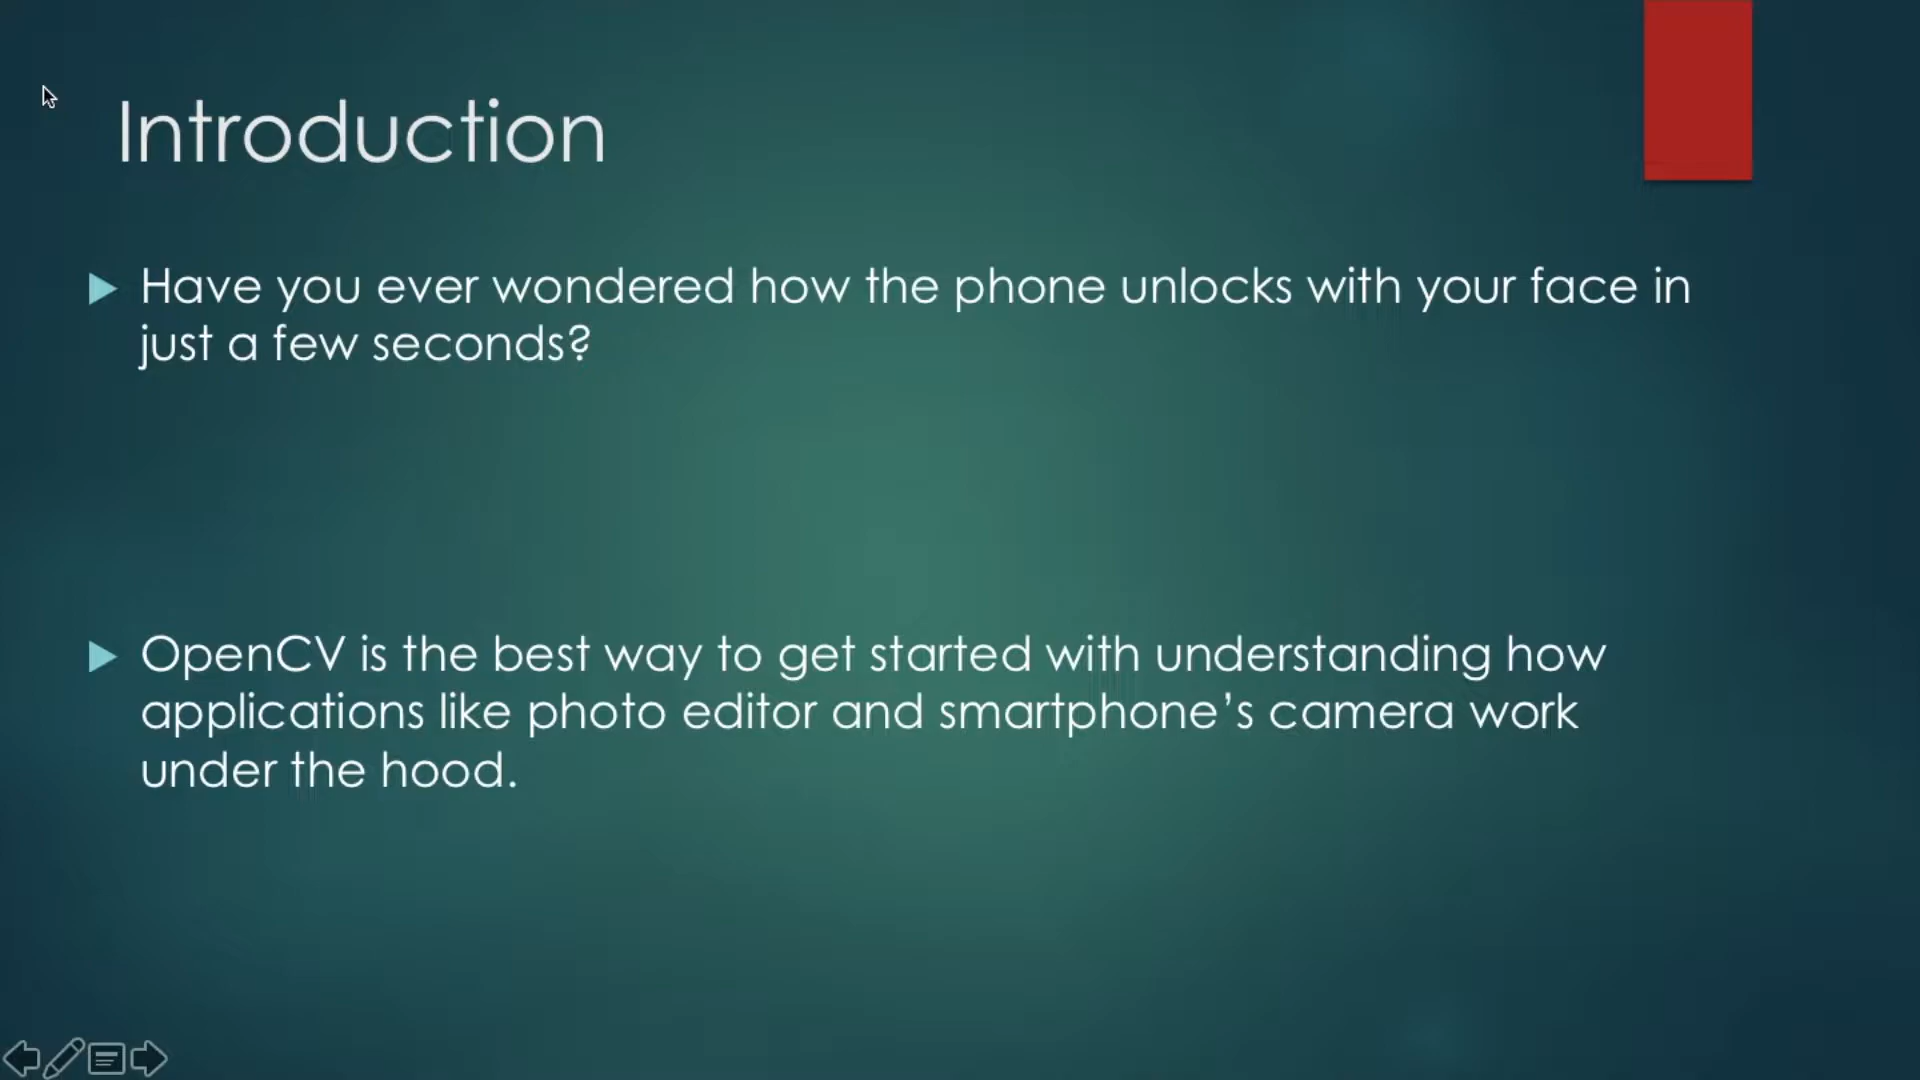 Introduction
Have you ever wondered how the phone unlocks with your face in
just a few seconds?
OpenCV is the best way to get started with understanding how
applications like photo editor and smartphone’s camera work
under the hood.